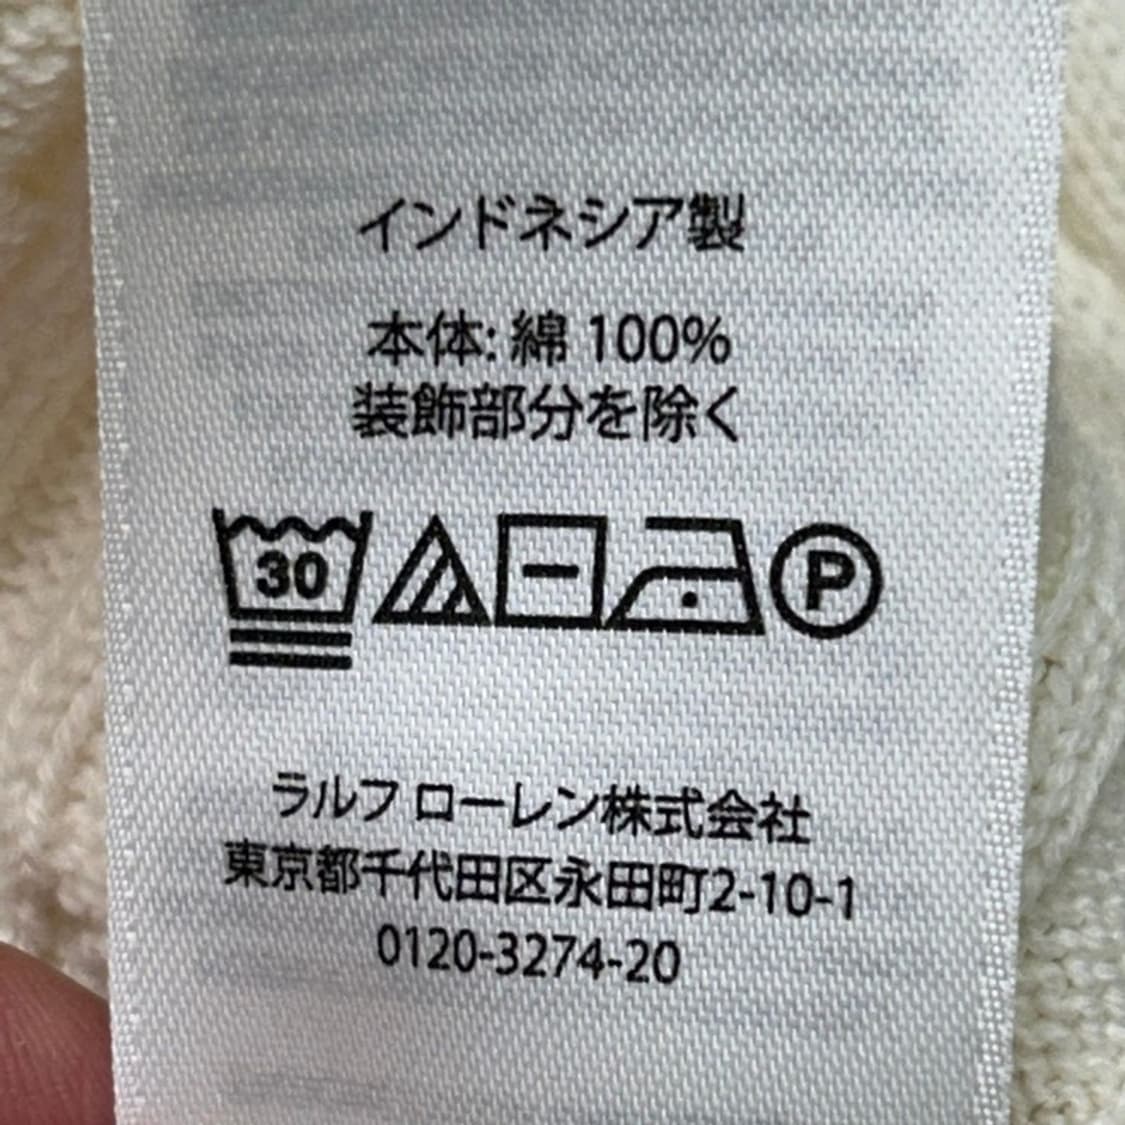 インドネシア製
本体: 綿 100%
装飾部分を除く
30 P
ラルフ ローレン株式会社
東京都千代田区永田町2-10-1
0120-3274-20